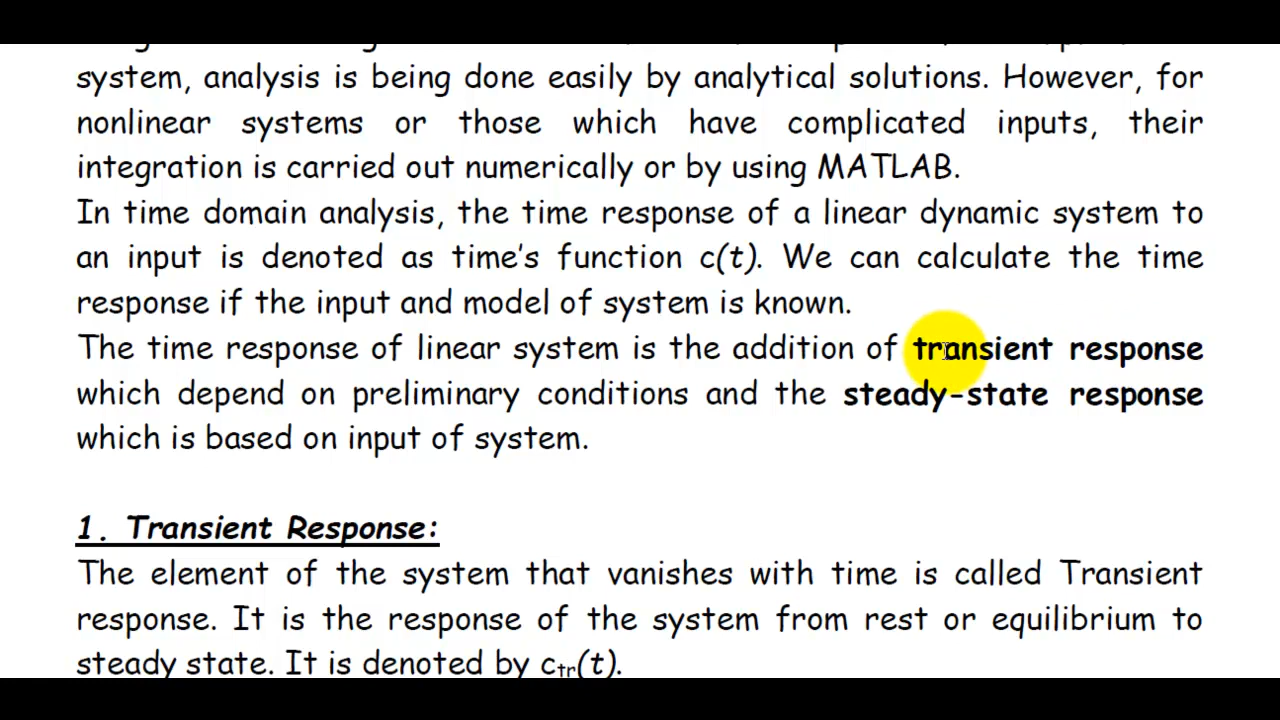 system, analysis is being done easily by analytical solutions. However, for
nonlinear systems or those which have complicated inputs, their
integration is carried out numerically or by using MATLAB.
In time domain analysis, the time response of a linear dynamic system to
an input is denoted as time's function c(t). We can calculate the time
response if the input and model of system is known.
The time response of linear system is the addition of transient response
which depend on preliminary conditions and the steady-state response
which is based on input of system.
1. Transient Response:
The element of the system that vanishes with time is called Transient
response. It is the response of the system from rest or equilibrium to
steady state. It is denoted by ctr(t).